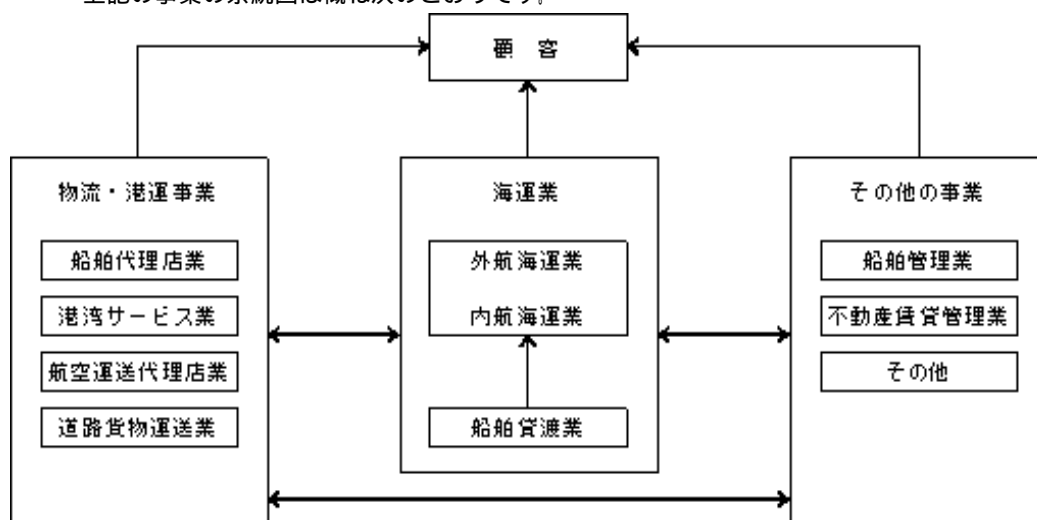 上記の事業の系統図は概ね次のとおりです。
顧 客
物流・港運事業
船舶代理店業
港湾サービス業
航空運送代理店業
道路貨物運送業
海運業
外航海運業
内航海運業
船舶貸渡業
その他の事業
船舶管理業
不動産賃貸管理業
その他